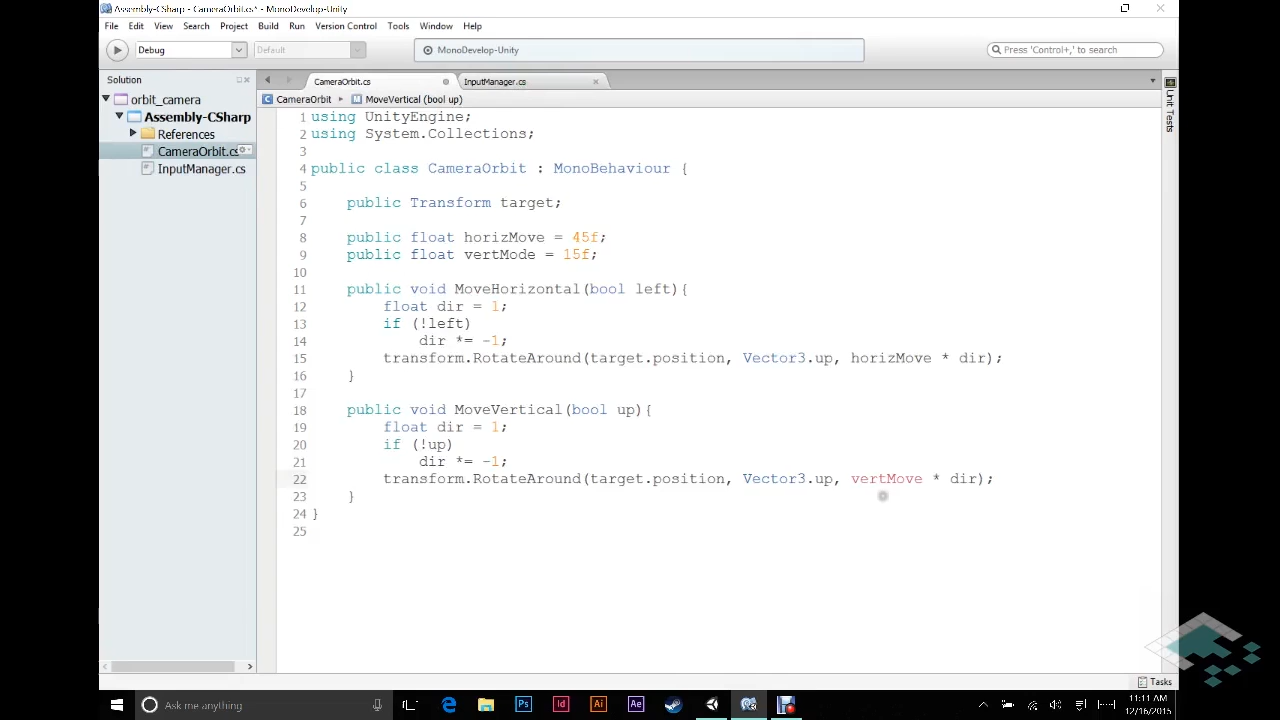 Assembly-CSharp - CameraOrbit.cs* - MonoDevelop-Unity
File Edit View Search Project Build Run Version Control Tools Window Help
Debug Default MonoDevelop-Unity Press 'Control+,' to search
Solution CameraOrbit.cs InputManager.cs
orbit_camera CameraOrbit MoveVertical (bool up)
Assembly-CSharp
References
CameraOrbit.cs
InputManager.cs
Unit Tests
1 using UnityEngine;
2 using System.Collections;
3
4 public class CameraOrbit : MonoBehaviour {
5
6 public Transform target;
7
8 public float horizMove = 45f;
9 public float vertMode = 15f;
10
11 public void MoveHorizontal(bool left){
12 float dir = 1;
13 if (!left)
14 dir *= -1;
15 transform.RotateAround(target.position, Vector3.up, horizMove * dir);
16 }
17
18 public void MoveVertical(bool up){
19 float dir = 1;
20 if (!up)
21 dir *= -1;
22 transform.RotateAround(target.position, Vector3.up, vertMove * dir);
23 }
24 }
25
Tasks
Ask me anything Ps Id Ai Ae 11:11 AM
12/16/2015